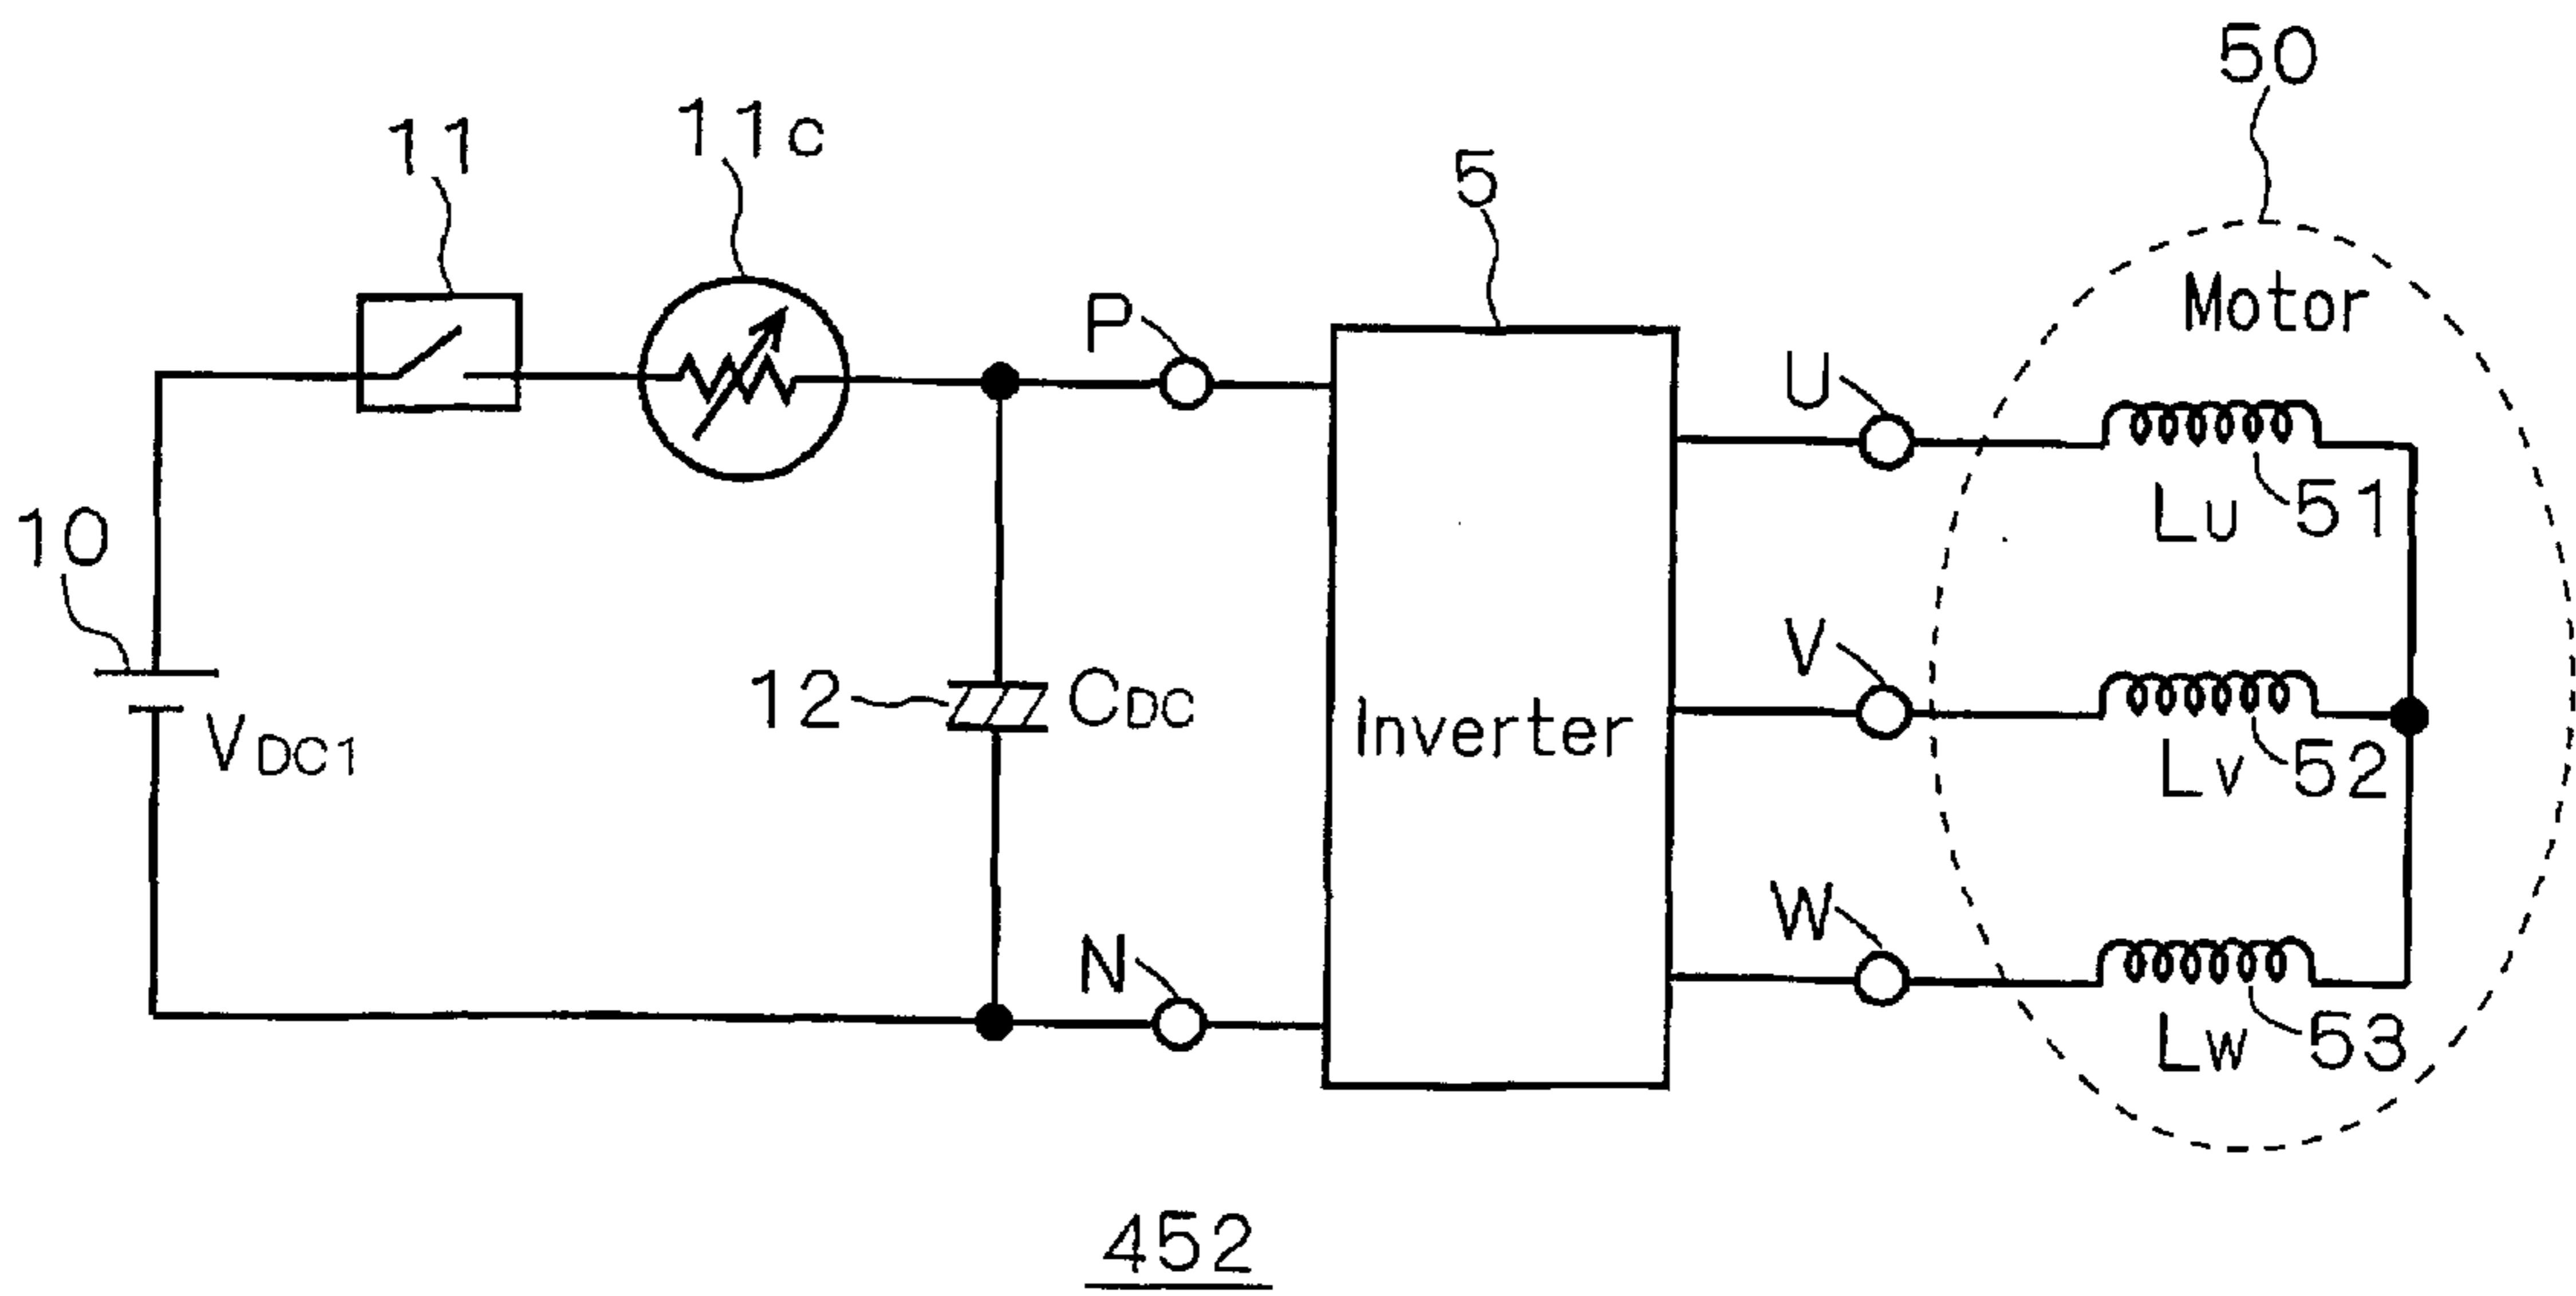 50
11
11c
5
Motor
P
U
10
LU 51
V
12 CDC
Inverter
VDC1
LV 52
W
N
LW 53
452